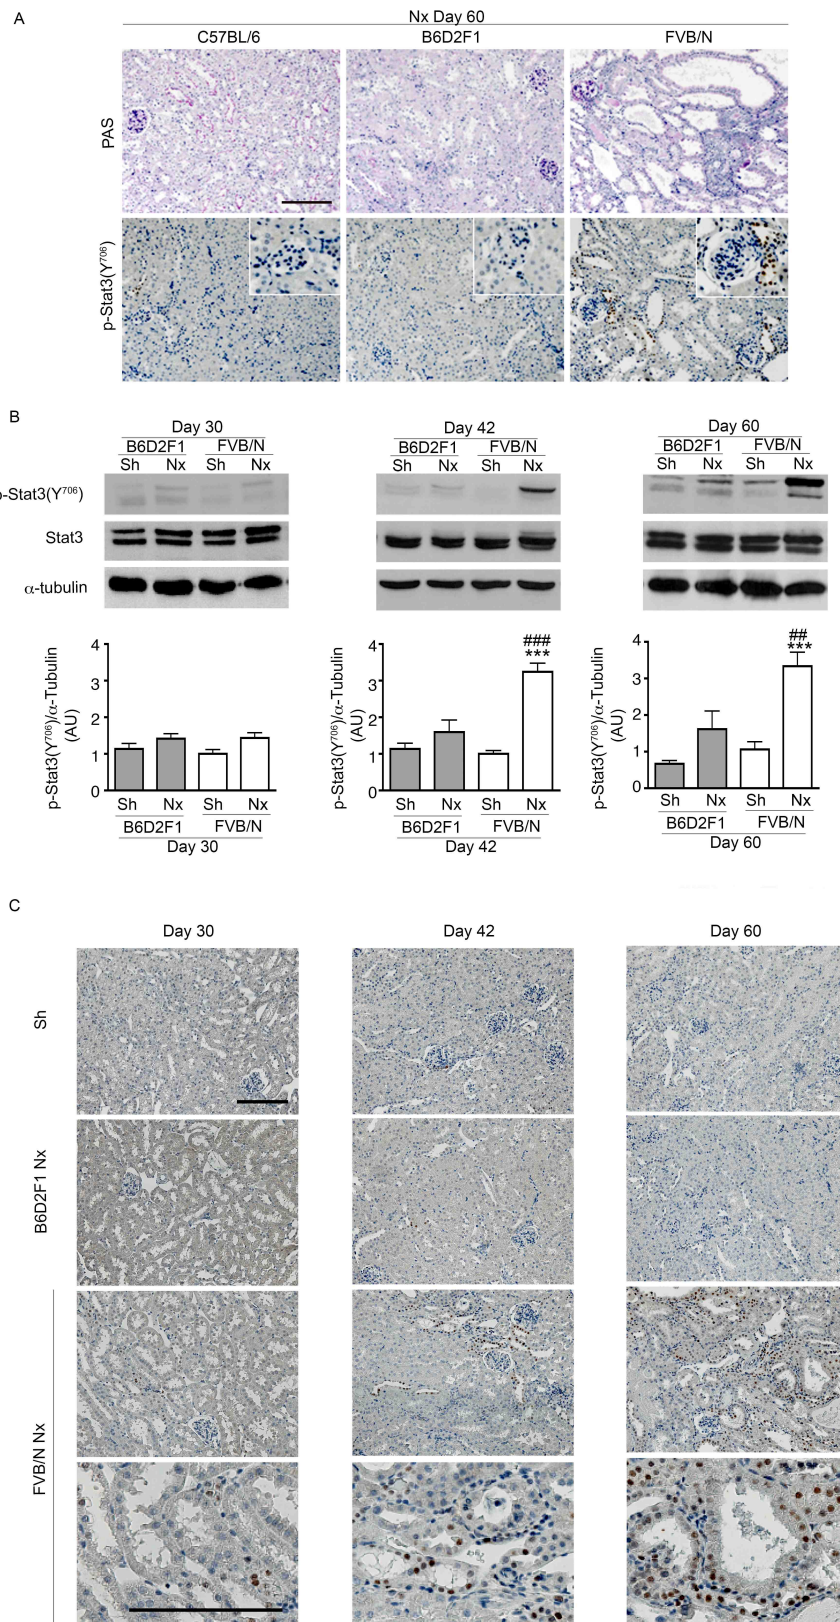 A
Nx Day 60
C57BL/6 B6D2F1 FVB/N
PAS
p-Stat3(Y706)
B
Day 30 Day 42 Day 60
B6D2F1 FVB/N B6D2F1 FVB/N B6D2F1 FVB/N
Sh Nx Sh Nx Sh Nx Sh Nx Sh Nx Sh Nx
p-Stat3(Y706)
Stat3
α-tubulin
p-Stat3(Y706)/α-Tubulin
(AU)
4
3
2
1
0
Sh Nx Sh Nx
B6D2F1 FVB/N
Day 30
p-Stat3(Y706)/α-Tubulin
(AU)
4
3
2
1
0
###
***
Sh Nx Sh Nx
B6D2F1 FVB/N
Day 42
p-Stat3(Y706)/α-Tubulin
(AU)
4
3
2
1
0
##
***
Sh Nx Sh Nx
B6D2F1 FVB/N
Day 60
C
Day 30 Day 42 Day 60
Sh
B6D2F1 Nx
FVB/N Nx